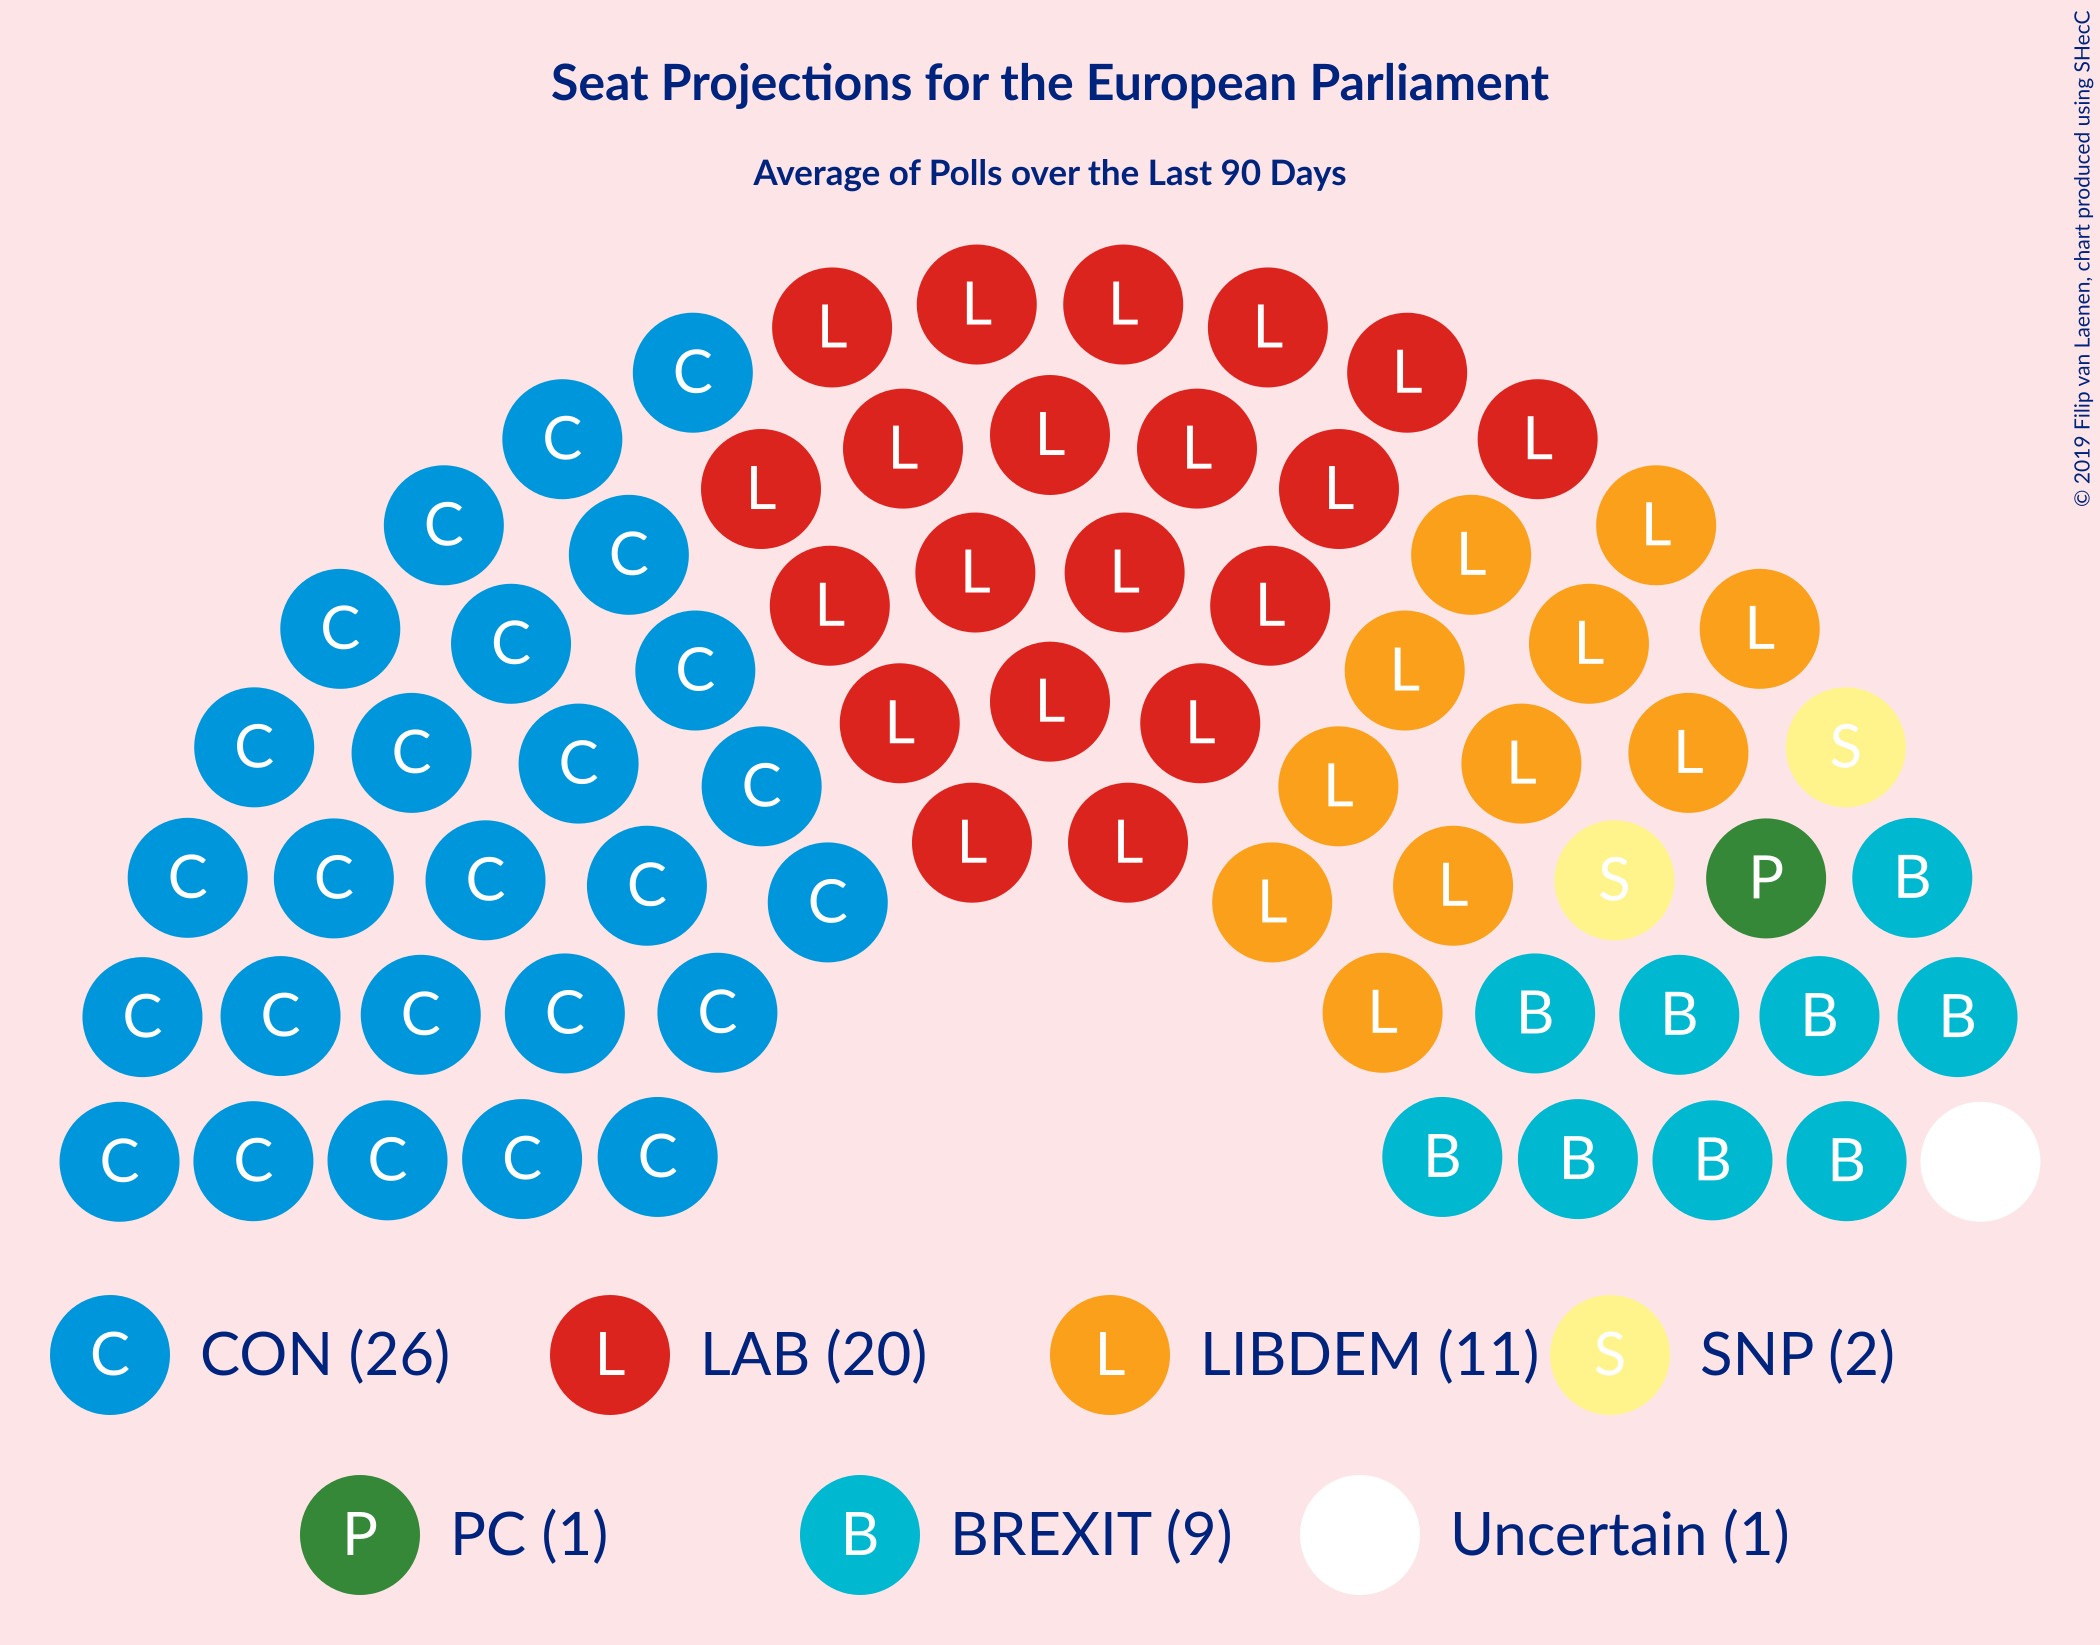 Seat Projections for the European Parliament
Average of Polls over the Last 90 Days
© 2019 Filip van Laenen, chart produced using SHecC
L L L L
C L
C L L L L
C L L L
C L L L L L
C C L L
C C L L
C C L L L S
C C L L L
C C C C L L S P B
C L
C C C C C L B B B B
C C C C C B B B B
C CON (26) L LAB (20) L LIBDEM (11) S SNP (2)
P PC (1) B BREXIT (9) Uncertain (1)